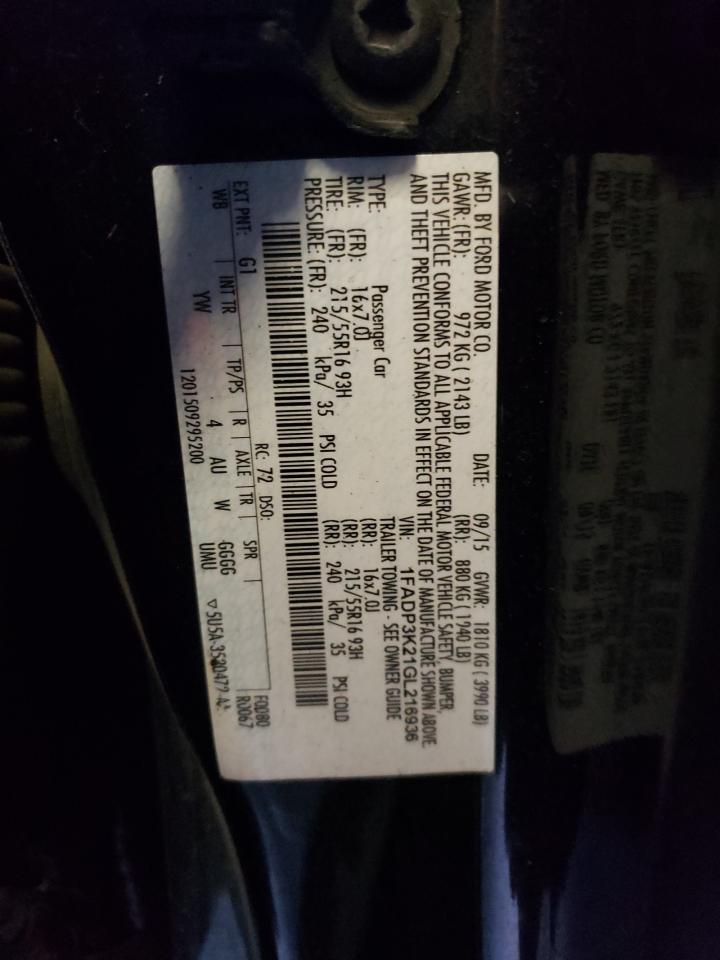 MFD. BY FORD MOTOR CO.
DATE: 09/15 GVWR: 1810 KG ( 3990 LB)
GAWR: (FR): 972 KG ( 2143 LB) (RR): 880 KG ( 1940 LB)
THIS VEHICLE CONFORMS TO ALL APPLICABLE FEDERAL MOTOR VEHICLE SAFETY, BUMPER,
AND THEFT PREVENTION STANDARDS IN EFFECT ON THE DATE OF MANUFACTURE SHOWN ABOVE.
VIN: 1FADP3K21GL216936
TYPE: Passenger Car TRAILER TOWING - SEE OWNER GUIDE
RIM: (FR): 16x7.0J (RR): 16x7.0J
TIRE: (FR): 215/55R16 93H (RR): 215/55R16 93H
PRESSURE: (FR): 240 kPa/ 35 PSI COLD (RR): 240 kPa/ 35 PSI COLD
RC: 72 DSO: F0080
EXT PNT: G1 R0067
WB INT TR TP/PS R AXLE TR SPR
YW 4 AU W GGGG UMU
1201509295200 5U5A-3520472-AA